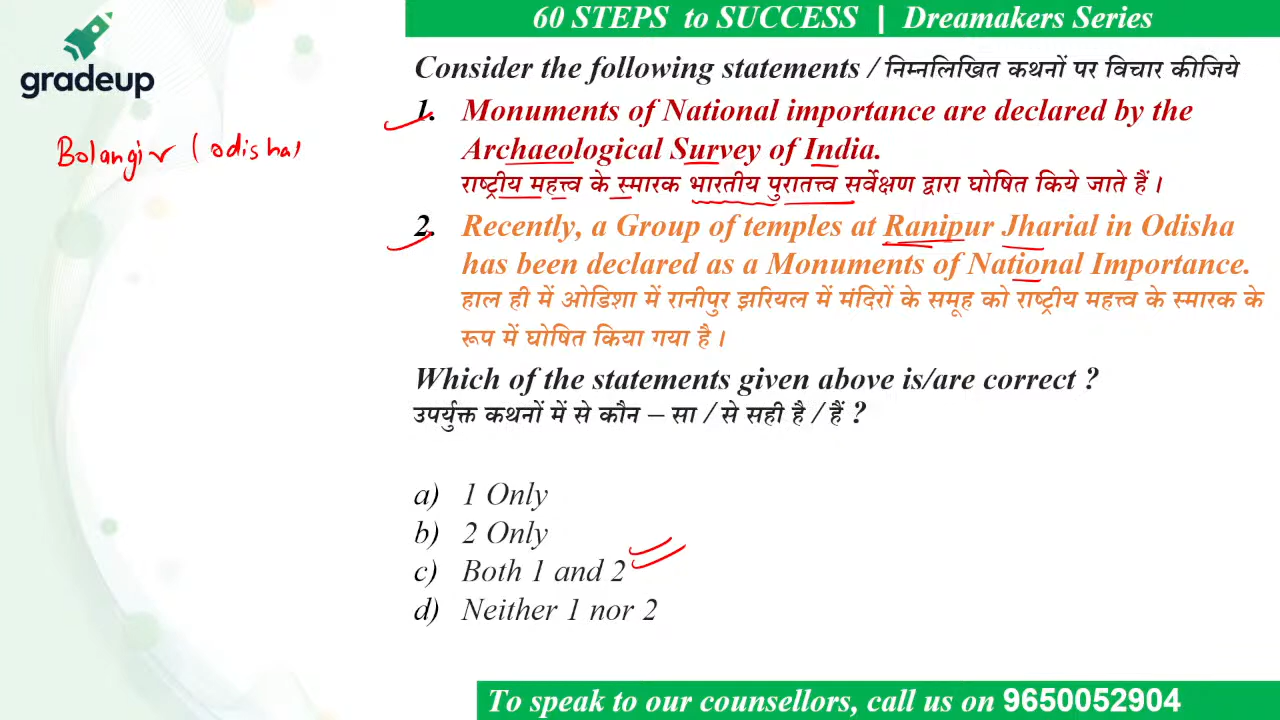 60 STEPS to SUCCESS | Dreamakers Series
gradeup
Consider the following statements / निम्नलिखित कथनों पर विचार कीजिये
1. Monuments of National importance are declared by the
Archaeological Survey of India.
राष्ट्रीय महत्त्व के स्मारक भारतीय पुरातत्त्व सर्वेक्षण द्वारा घोषित किये जाते हैं।
Bolangir (odisha)
2. Recently, a Group of temples at Ranipur Jharial in Odisha
has been declared as a Monuments of National Importance.
हाल ही में ओडिशा में रानीपुर झरियल में मंदिरों के समूह को राष्ट्रीय महत्त्व के स्मारक के
रूप में घोषित किया गया है।
Which of the statements given above is/are correct ?
उपर्युक्त कथनों में से कौन – सा / से सही है / हैं ?
a) 1 Only
b) 2 Only
c) Both 1 and 2
d) Neither 1 nor 2
To speak to our counsellors, call us on 9650052904